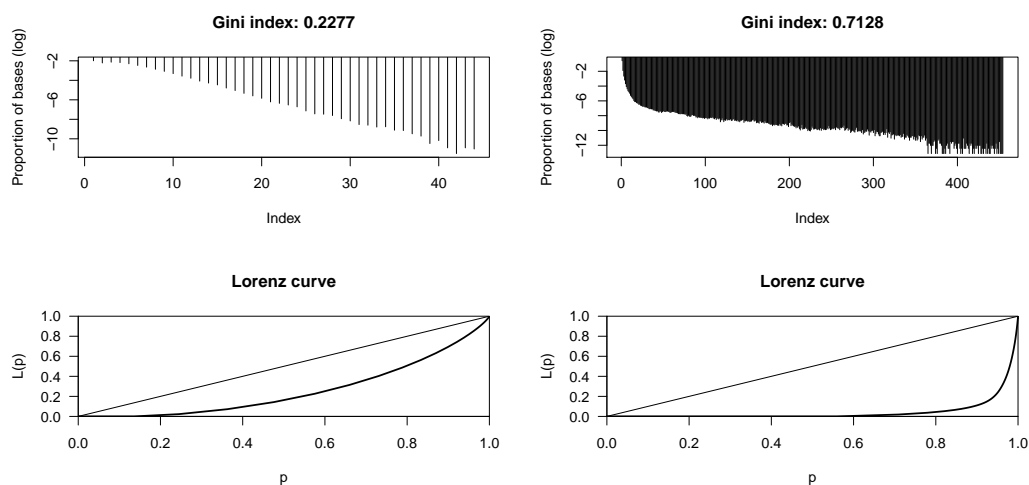 Gini index: 0.2277
Proportion of bases (log)
−2
−6
−10
0 10 20 30 40
Index
Gini index: 0.7128
Proportion of bases (log)
−2
−6
−12
0 100 200 300 400
Index
Lorenz curve
L(p)
1.0
0.8
0.6
0.4
0.2
0.0
0.0 0.2 0.4 0.6 0.8 1.0
p
Lorenz curve
L(p)
1.0
0.8
0.6
0.4
0.2
0.0
0.0 0.2 0.4 0.6 0.8 1.0
p